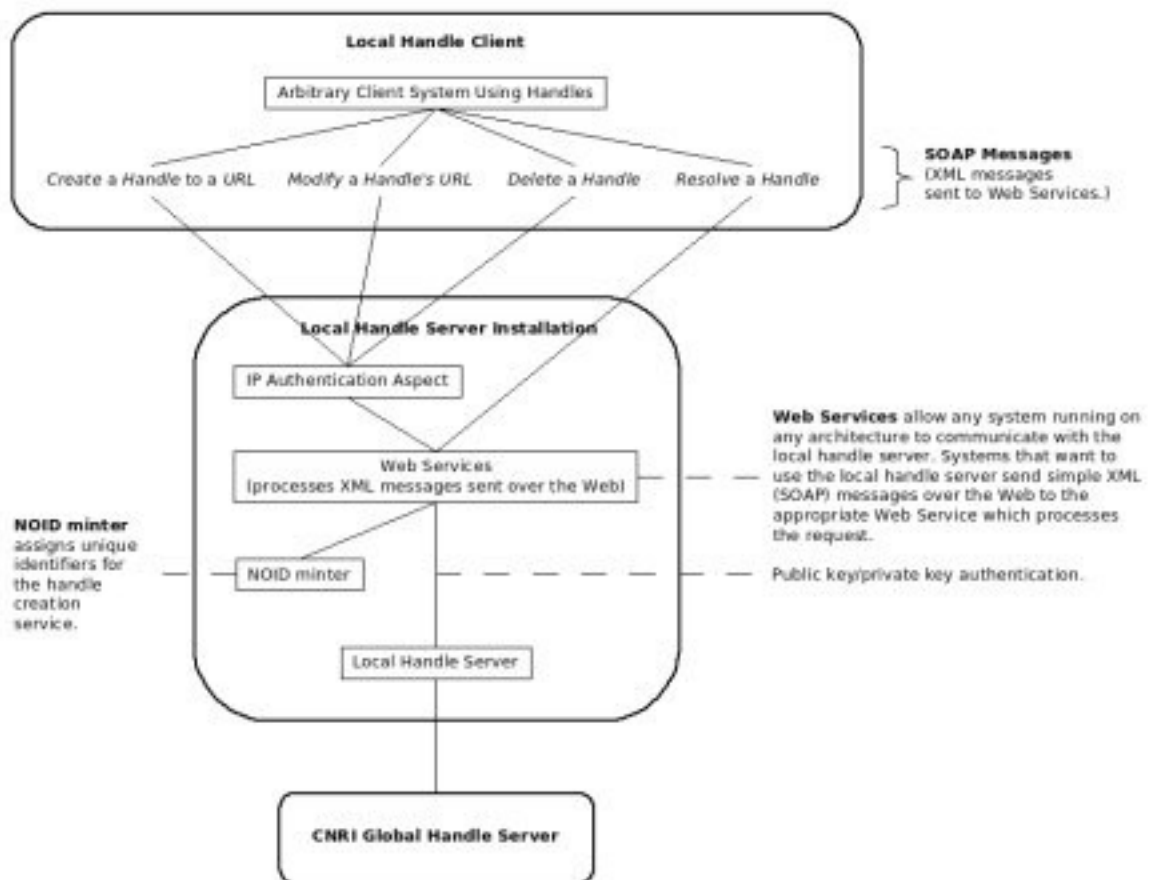 Local Handle Client
Arbitrary Client System Using Handles
Create a Handle to a URL
Modify a Handle's URL
Delete a Handle
Resolve a Handle
SOAP Messages
(XML messages
sent to Web Services.)
Local Handle Server Installation
IP Authentication Aspect
Web Services
(processes XML messages sent over the Web)
Web Services allow any system running on
any architecture to communicate with the
local handle server. Systems that want to
use the local handle server send simple XML
(SOAP) messages over the Web to the
appropriate Web Service which processes
the request.
NOID minter
assigns unique
identifiers for
the handle
creation
service.
NOID minter
Public key/private key authentication.
Local Handle Server
CNRI Global Handle Server